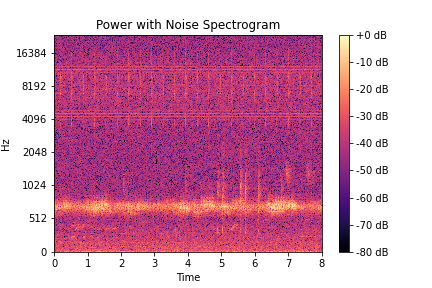 Power with Noise Spectrogram
Hz
16384
8192
4096
2048
1024
512
0
0 1 2 3 4 5 6 7 8
Time
+0 dB
-10 dB
-20 dB
-30 dB
-40 dB
-50 dB
-60 dB
-70 dB
-80 dB